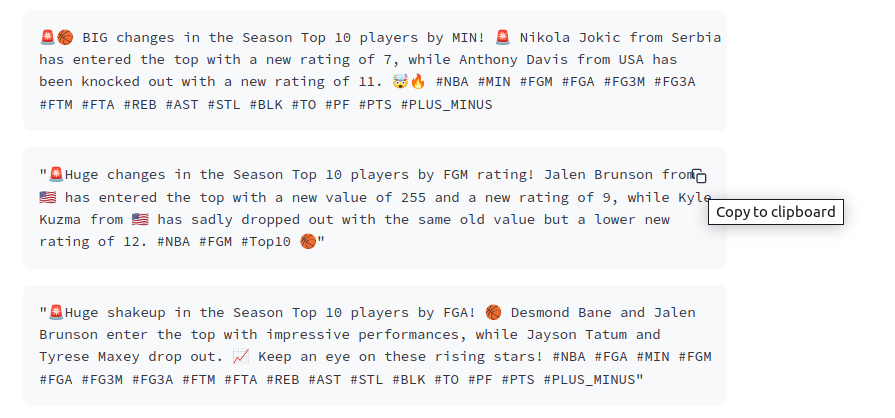 🚨🏀 BIG changes in the Season Top 10 players by MIN! 🚨 Nikola Jokic from Serbia
has entered the top with a new rating of 7, while Anthony Davis from USA has
been knocked out with a new rating of 11. 🤯🔥 #NBA #MIN #FGM #FGA #FG3M #FG3A
#FTM #FTA #REB #AST #STL #BLK #TO #PF #PTS #PLUS_MINUS
"🚨Huge changes in the Season Top 10 players by FGM rating! Jalen Brunson from
🇺🇸 has entered the top with a new value of 255 and a new rating of 9, while Kyle
Copy to clipboard
Kuzma from 🇺🇸 has sadly dropped out with the same old value but a lower new
rating of 12. #NBA #FGM #Top10 🏀"
"🚨Huge shakeup in the Season Top 10 players by FGA! 🏀 Desmond Bane and Jalen
Brunson enter the top with impressive performances, while Jayson Tatum and
Tyrese Maxey drop out. 📈 Keep an eye on these rising stars! #NBA #FGA #MIN #FGM
#FGA #FG3M #FG3A #FTM #FTA #REB #AST #STL #BLK #TO #PF #PTS #PLUS_MINUS"